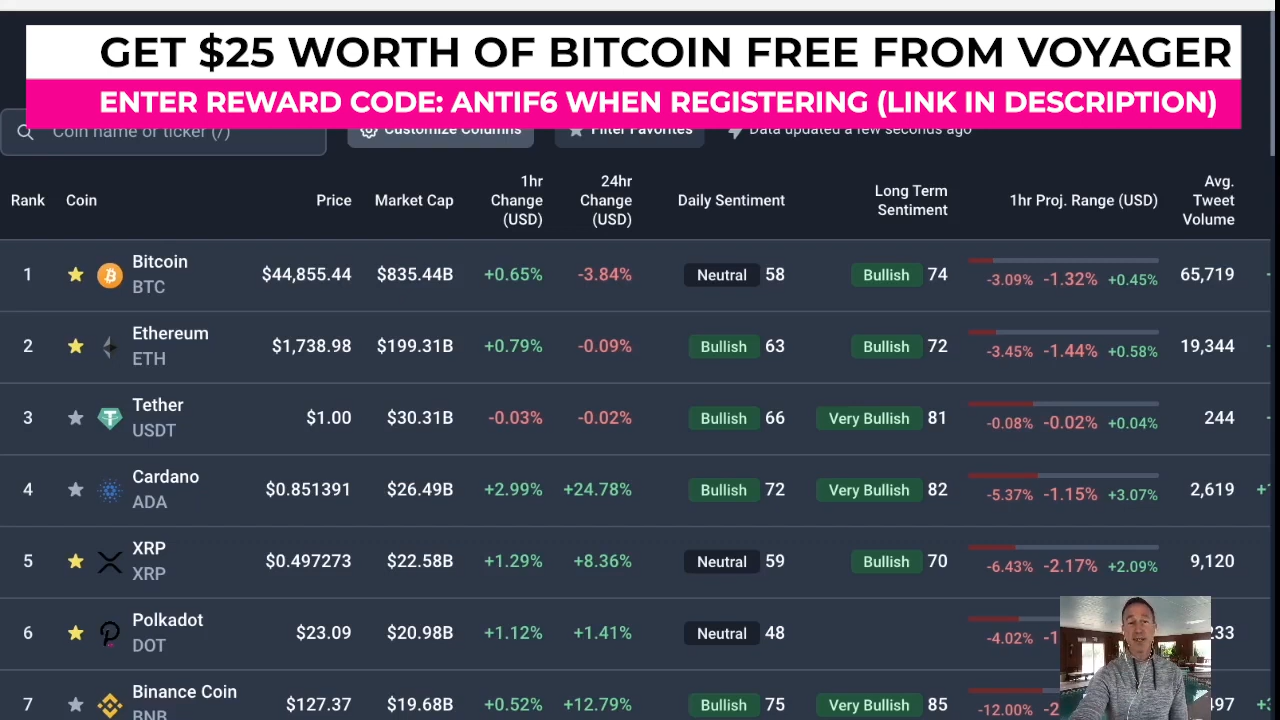 GET $25 WORTH OF BITCOIN FREE FROM VOYAGER
ENTER REWARD CODE: ANTIF6 WHEN REGISTERING (LINK IN DESCRIPTION)
Coin name or ticker (/) Customize Columns Filter Favorites Data updated a few seconds ago
Rank Coin Price Market Cap 1hr Change (USD) 24hr Change (USD) Daily Sentiment Long Term Sentiment 1hr Proj. Range (USD) Avg. Tweet Volume
1 Bitcoin BTC $44,855.44 $835.44B +0.65% -3.84% Neutral 58 Bullish 74 -3.09% -1.32% +0.45% 65,719
2 Ethereum ETH $1,738.98 $199.31B +0.79% -0.09% Bullish 63 Bullish 72 -3.45% -1.44% +0.58% 19,344
3 Tether USDT $1.00 $30.31B -0.03% -0.02% Bullish 66 Very Bullish 81 -0.08% -0.02% +0.04% 244
4 Cardano ADA $0.851391 $26.49B +2.99% +24.78% Bullish 72 Very Bullish 82 -5.37% -1.15% +3.07% 2,619
5 XRP XRP $0.497273 $22.58B +1.29% +8.36% Neutral 59 Bullish 70 -6.43% -2.17% +2.09% 9,120
6 Polkadot DOT $23.09 $20.98B +1.12% +1.41% Neutral 48 -4.02%
7 Binance Coin BNB $127.37 $19.68B +0.52% +12.79% Bullish 75 Very Bullish 85 -12.00%